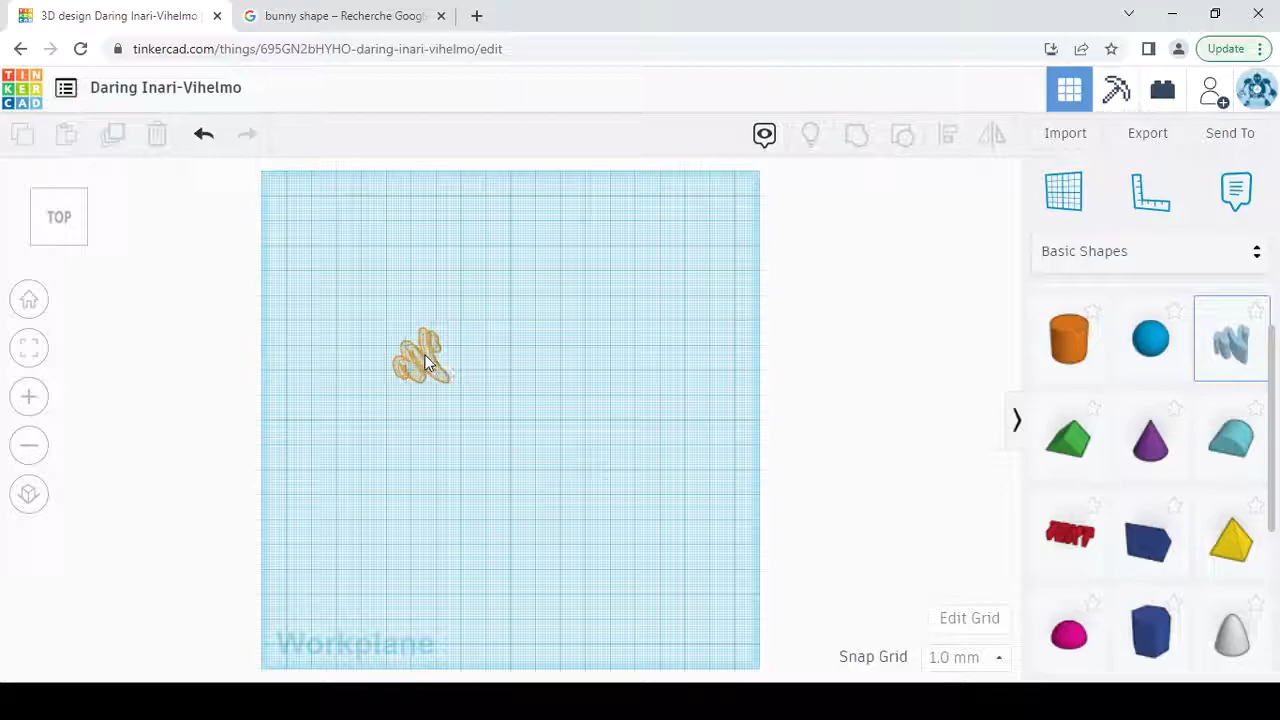 3D design Daring Inari-Vihelmo
bunny shape – Recherche Goog
tinkercad.com/things/695GN2bHYHO-daring-inari-vihelmo/edit
Update
TIN
KER
CAD
Daring Inari-Vihelmo
Import
Export
Send To
TOP
Basic Shapes
TEXT
Workplane
Edit Grid
Snap Grid
1.0 mm